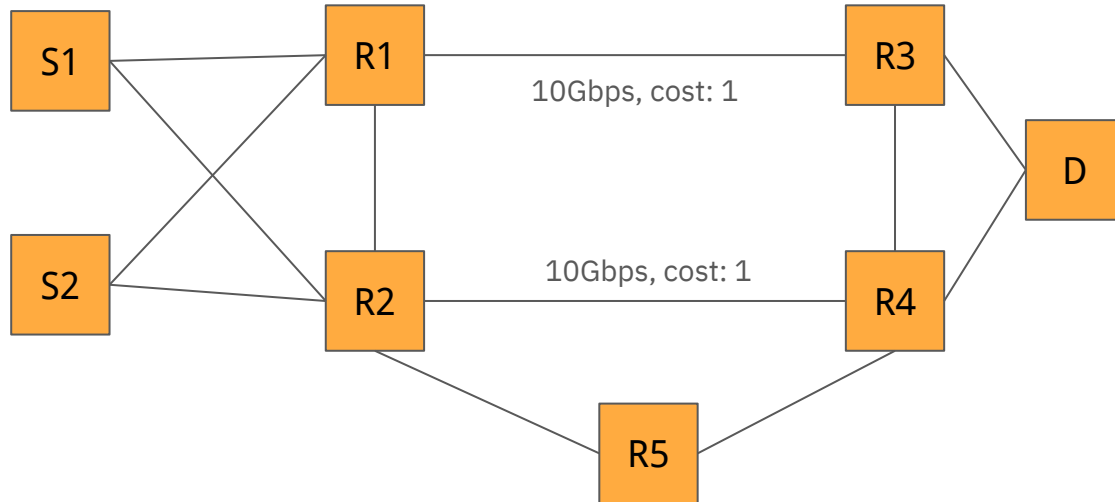 S1
R1
R3
10Gbps, cost: 1
D
S2
R2
10Gbps, cost: 1
R4
R5